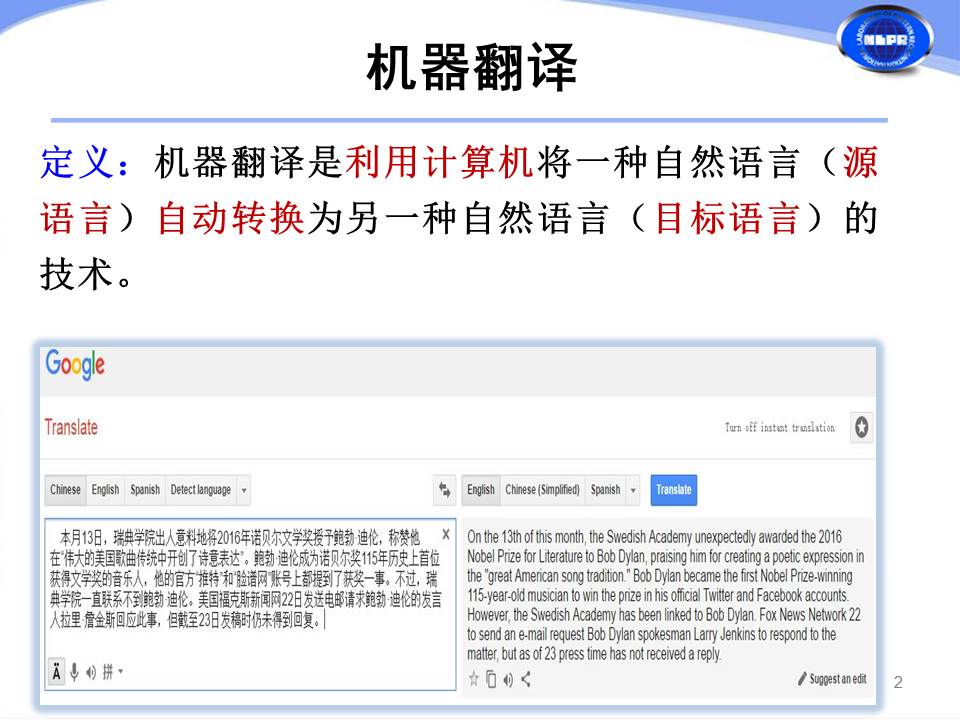 机器翻译
NLPR
定义：机器翻译是利用计算机将一种自然语言（源
语言）自动转换为另一种自然语言（目标语言）的
技术。
Google
Translate
Turn off instant translation
Chinese English Spanish Detect language
English Chinese (Simplified) Spanish Translate
本月13日，瑞典学院出人意料地将2016年诺贝尔文学奖授予鲍勃·迪伦，称赞他
在“伟大的美国歌曲传统中开创了诗意表达”。鲍勃·迪伦成为诺贝尔奖115年历史上首位
获得文学奖的音乐人，他的官方“推特”和“脸谱网”账号上都提到了获奖一事。不过，瑞
典学院一直联系不到鲍勃·迪伦。美国福克斯新闻网22日发送电邮请求鲍勃·迪伦的发言
人拉里·詹金斯回应此事，但截至23日发稿时仍未得到回复。
Ä
拼
On the 13th of this month, the Swedish Academy unexpectedly awarded the 2016
Nobel Prize for Literature to Bob Dylan, praising him for creating a poetic expression in
the "great American song tradition." Bob Dylan became the first Nobel Prize-winning
115-year-old musician to win the prize in his official Twitter and Facebook accounts.
However, the Swedish Academy has been linked to Bob Dylan. Fox News Network 22
to send an e-mail request Bob Dylan spokesman Larry Jenkins to respond to the
matter, but as of 23 press time has not received a reply.
Suggest an edit
2